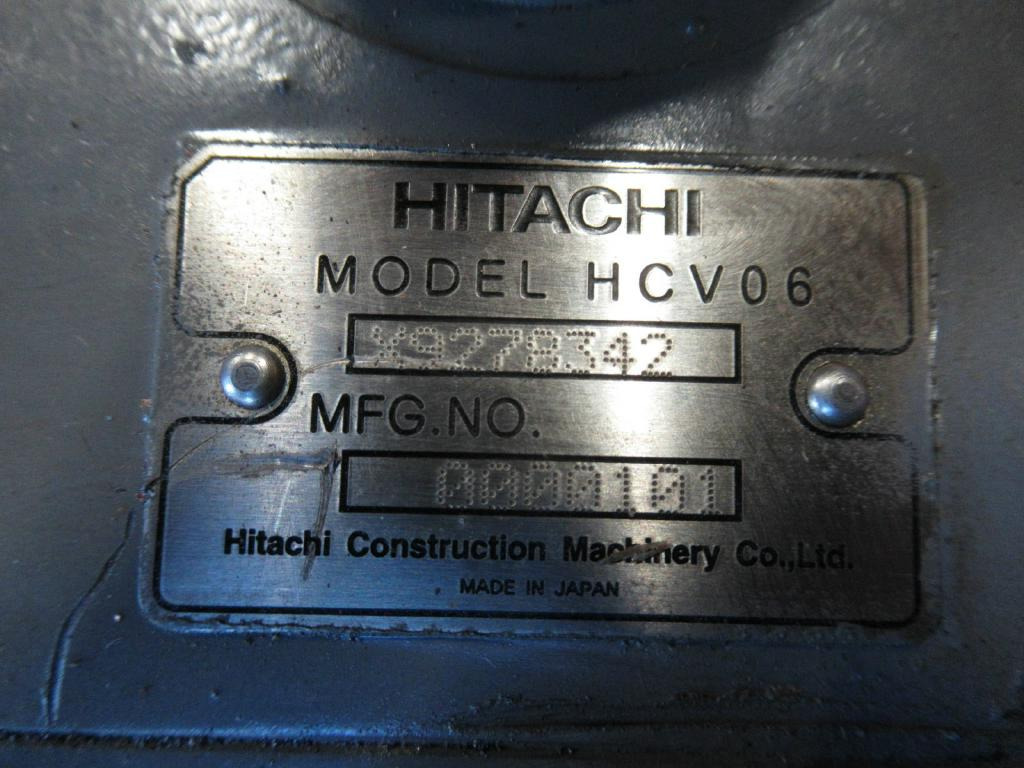 HITACHI
MODEL HCV06
X9278342
MFG.NO.
0000101
Hitachi Construction Machinery Co.,Ltd.
MADE IN JAPAN